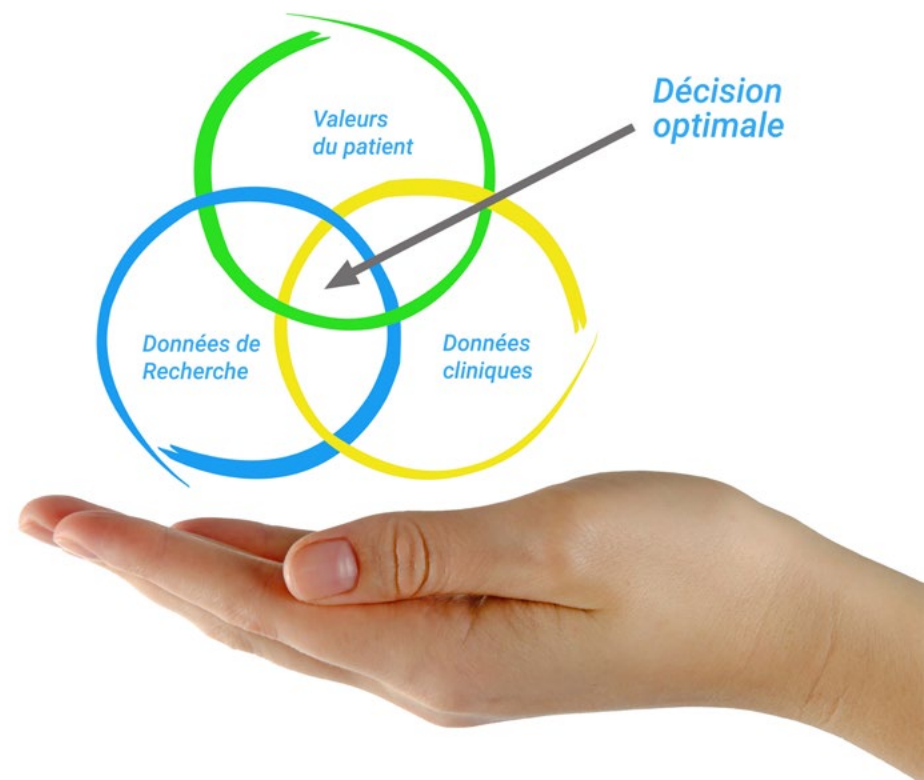 Valeurs
du patient
Décision
optimale
Données de
Recherche
Données
cliniques